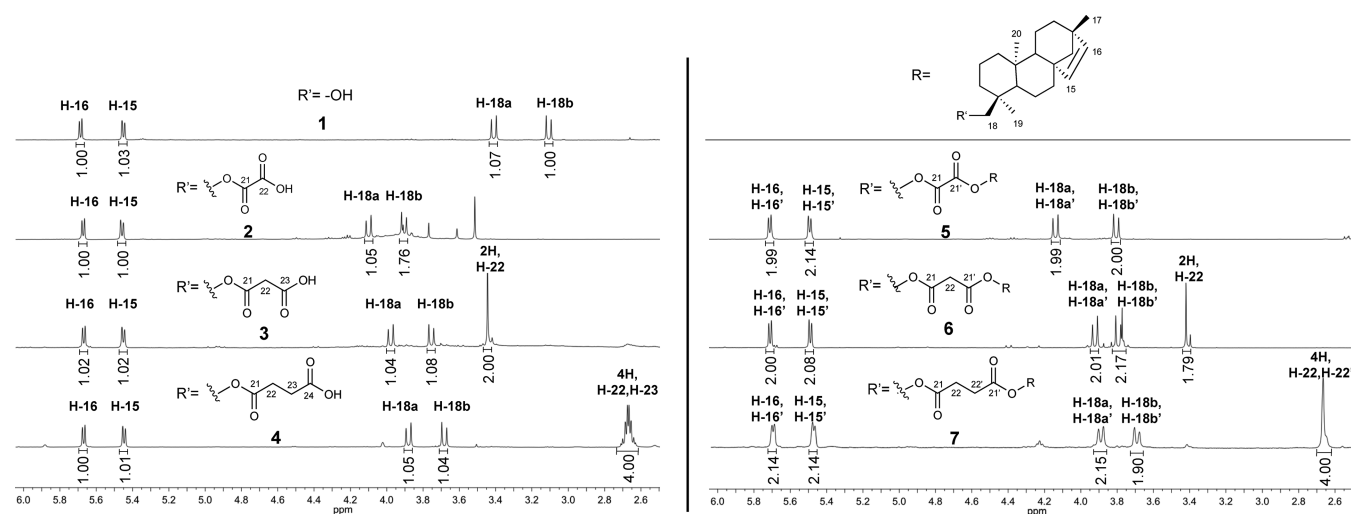 R'= -OH
1
H-16 H-15 H-18a H-18b
1.00 1.03 1.07 1.00
R'= O 21 22 OH O O
2
H-16 H-15 H-18a H-18b
1.00 1.00 1.05 1.76
R'= O 21 22 23 OH O O
3
H-16 H-15 H-18a H-18b
2H,
H-22
1.02 1.02 1.04 1.08 2.00
R'= O 21 22 23 24 OH O O
4
H-16 H-15 H-18a H-18b
4H,
H-22,H-23
1.00 1.01 1.05 1.04 4.00
6.0 5.8 5.6 5.4 5.2 5.0 4.8 4.6 4.4 4.2 4.0 3.8 3.6 3.4 3.2 3.0 2.8 2.6
ppm
R=
17
20
16
15
R'
18 19
R'= O 21 21' O R O O
5
H-16, H-15, H-18a, H-18b,
H-16' H-15' H-18a' H-18b'
1.99 2.14 1.99 2.00
R'= O 21 22 21' O R O O
6
H-16, H-15, H-18a, H-18b,
H-16' H-15' H-18a' H-18b'
2H,
H-22
2.00 2.08 2.01 2.17 1.79
R'= O 21 22 22' 21' O R O O
7
H-16, H-15, H-18a, H-18b,
H-16' H-15' H-18a' H-18b'
4H,
H-22,H-22'
2.14 2.14 2.15 1.90 4.00
6.0 5.8 5.6 5.4 5.2 5.0 4.8 4.6 4.4 4.2 4.0 3.8 3.6 3.4 3.2 3.0 2.8 2.6
ppm